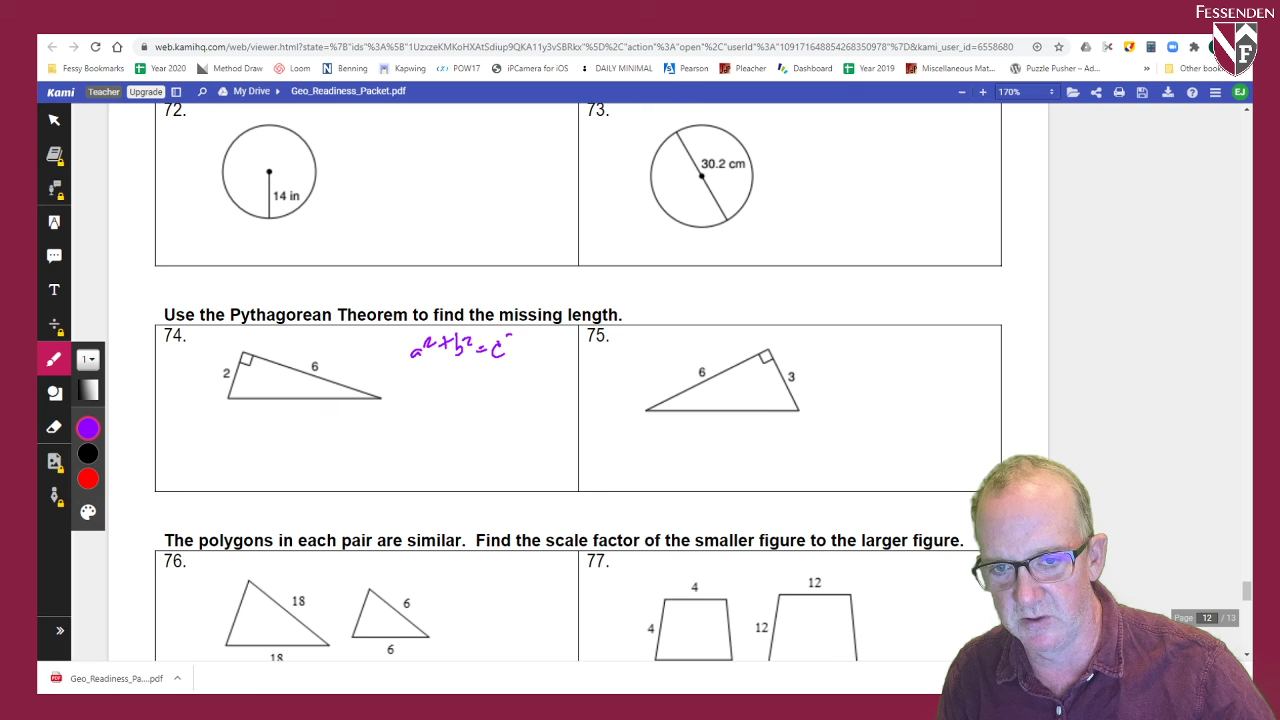 FESSENDEN
F
web.kamihq.com/web/viewer.html?state=%7B"ids"%3A%5B"1UzxzeKMKoHXAtSdiup9QKA11y3vSBRkx"%5D%2C"action"%3A"open"%2C"userId"%3A"109171648854268350978"%7D&kami_user_id=6558680
Fessy Bookmarks Year 2020 Method Draw Loom Benning Kapwing POW17 iPCamera for iOS DAILY MINIMAL Pearson Pleacher Dashboard Year 2019 Miscellaneous Mat... Puzzle Pusher - Ad... » Other book
Kami Teacher Upgrade My Drive Geo_Readiness_Packet.pdf 170% EJ
72. 73.
30.2 cm
14 in
Use the Pythagorean Theorem to find the missing length.
74. a²+b²=c² 75.
2 6 6 3
1
The polygons in each pair are similar. Find the scale factor of the smaller figure to the larger figure.
76. 77.
18 6 4 12
4 12
18 6
Page 12 / 13
Geo_Readiness_Pa....pdf